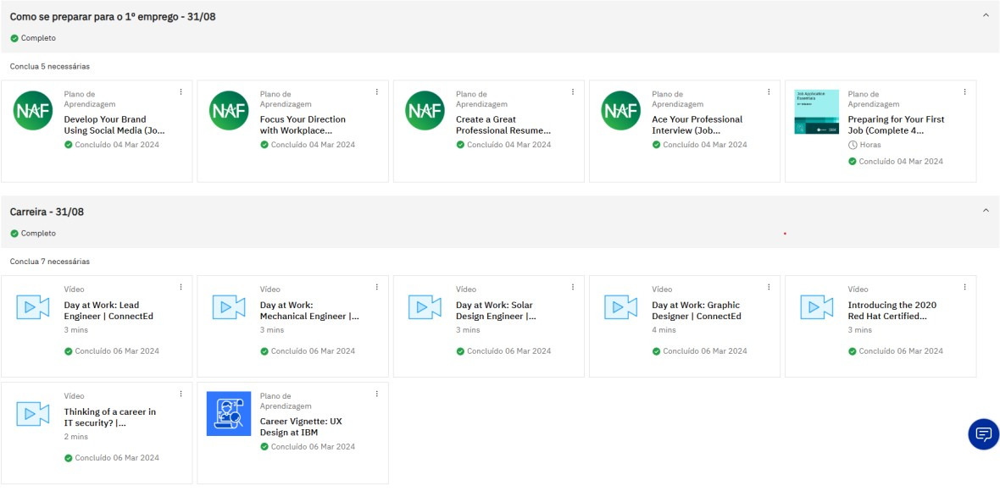 Como se preparar para o 1º emprego - 31/08
Completo
Conclua 5 necessárias
NAF
Plano de
Aprendizagem
Develop Your Brand
Using Social Media (Jo...
Concluído 04 Mar 2024
NAF
Plano de
Aprendizagem
Focus Your Direction
with Workplace...
Concluído 04 Mar 2024
NAF
Plano de
Aprendizagem
Create a Great
Professional Resume...
Concluído 04 Mar 2024
NAF
Plano de
Aprendizagem
Ace Your Professional
Interview (Job...
Concluído 04 Mar 2024
Job Application
Essentials
Plano de
Aprendizagem
Preparing for Your First
Job (Complete 4...
Horas
Concluído 04 Mar 2024
Carreira - 31/08
Completo
Conclua 7 necessárias
Vídeo
Day at Work: Lead
Engineer | ConnectEd
3 mins
Concluído 06 Mar 2024
Vídeo
Day at Work:
Mechanical Engineer |...
3 mins
Concluído 06 Mar 2024
Vídeo
Day at Work: Solar
Design Engineer |...
3 mins
Concluído 06 Mar 2024
Vídeo
Day at Work: Graphic
Designer | ConnectEd
4 mins
Concluído 06 Mar 2024
Vídeo
Introducing the 2020
Red Hat Certified...
3 mins
Concluído 06 Mar 2024
Vídeo
Thinking of a career in
IT security? |...
2 mins
Concluído 06 Mar 2024
Plano de
Aprendizagem
Career Vignette: UX
Design at IBM
Concluído 06 Mar 2024